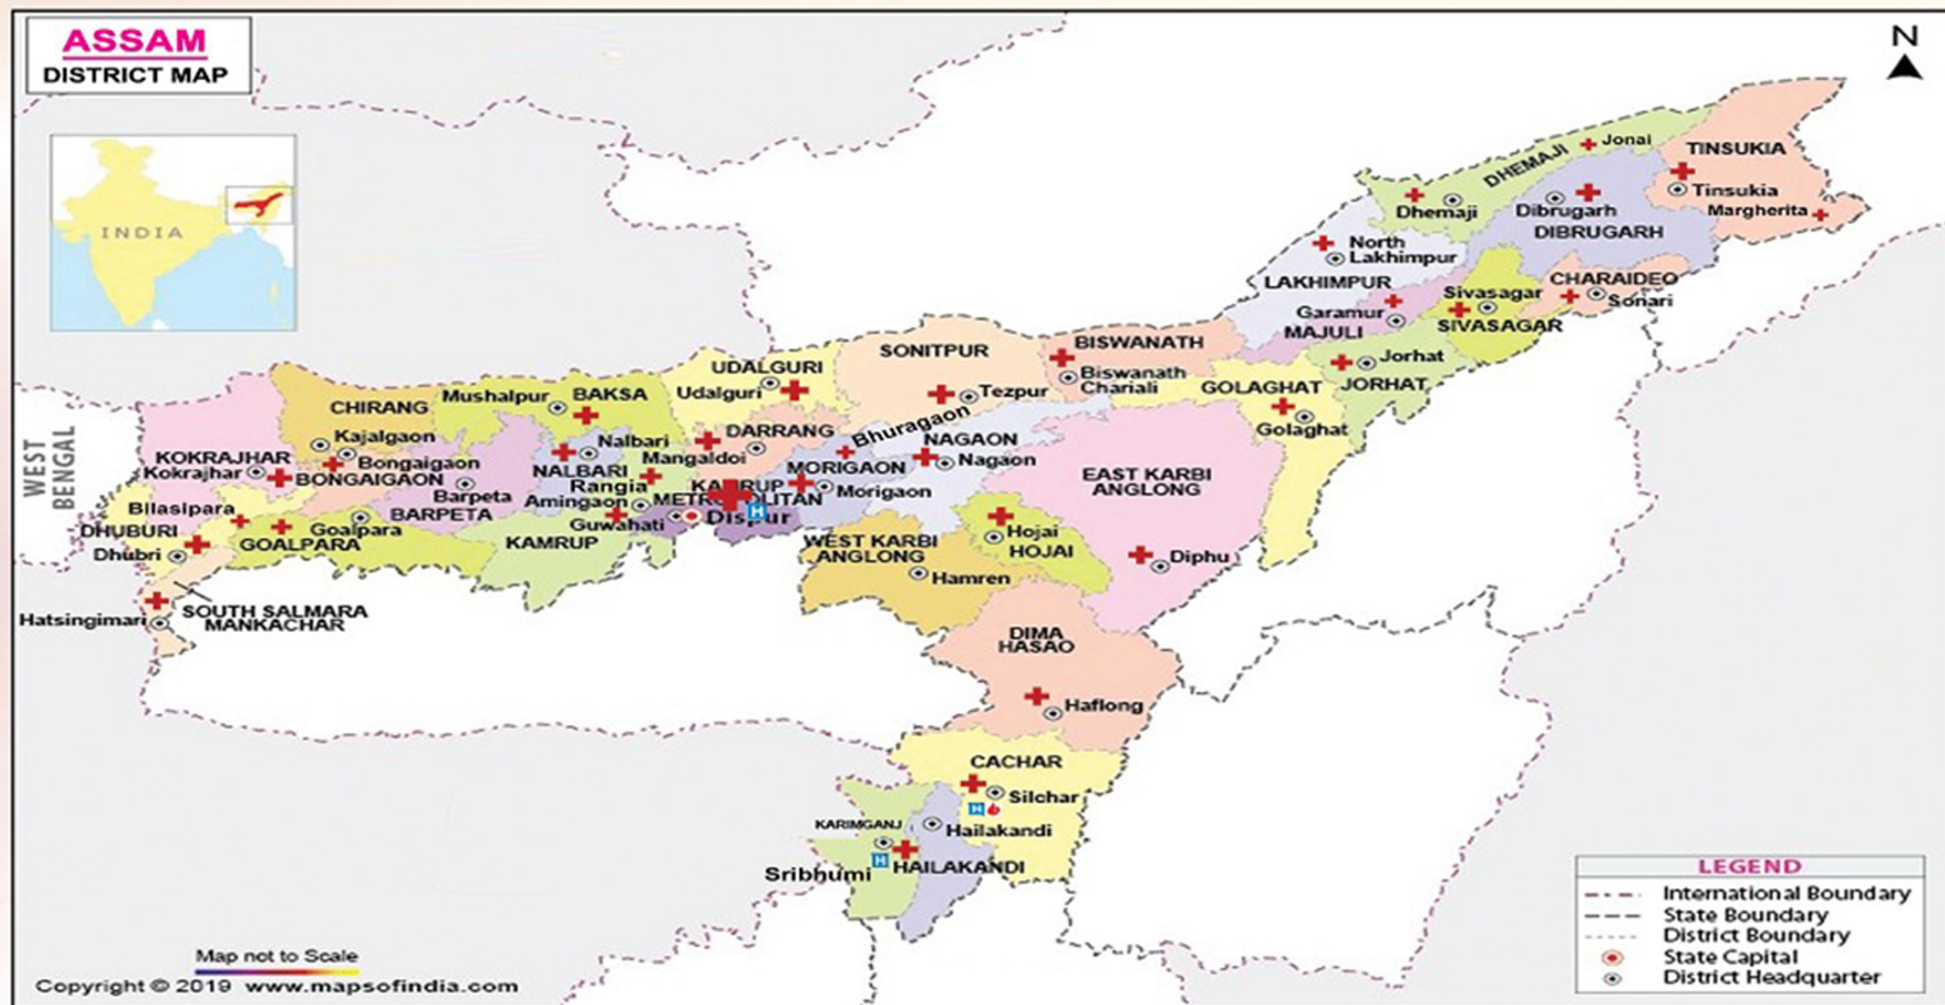 ASSAM
DISTRICT MAP
N
INDIA
WEST
BENGAL
Jonai
TINSUKIA
DHEMAJI
Tinsukia
Dhemaji
Dibrugarh
Margherita
DIBRUGARH
North
Lakhimpur
LAKHIMPUR
CHARAIDEO
Sivasagar
Sonari
Garamur
SIVASAGAR
MAJULI
BISWANATH
SONITPUR
Jorhat
UDALGURI
Biswanath
Chariali
GOLAGHAT
JORHAT
Udalguri
Tezpur
Mushalpur
BAKSA
CHIRANG
Bhuragaon
Golaghat
DARRANG
Kajalgaon
Nalbari
NAGAON
KOKRAJHAR
Bongaigaon
Mangaldoi
Nagaon
Kokrajhar
BONGAIGAON
NALBARI
MORIGAON
EAST KARBI
ANGLONG
Rangia
KAMRUP
METROPOLITAN
Morigaon
Barpeta
Amingaon
Bilasipara
BARPETA
Guwahati
Dispur
H
DHUBURI
Goalpara
Hojai
Dhubri
GOALPARA
KAMRUP
WEST KARBI
ANGLONG
HOJAI
Diphu
Hamren
SOUTH SALMARA
MANKACHAR
Hatsingimari
DIMA
HASAO
Haflong
CACHAR
Silchar
H
KARIMGANJ
Hailakandi
H
HAILAKANDI
Sribhumi
LEGEND
International Boundary
State Boundary
District Boundary
State Capital
District Headquarter
Map not to Scale
Copyright © 2019 www.mapsofindia.com